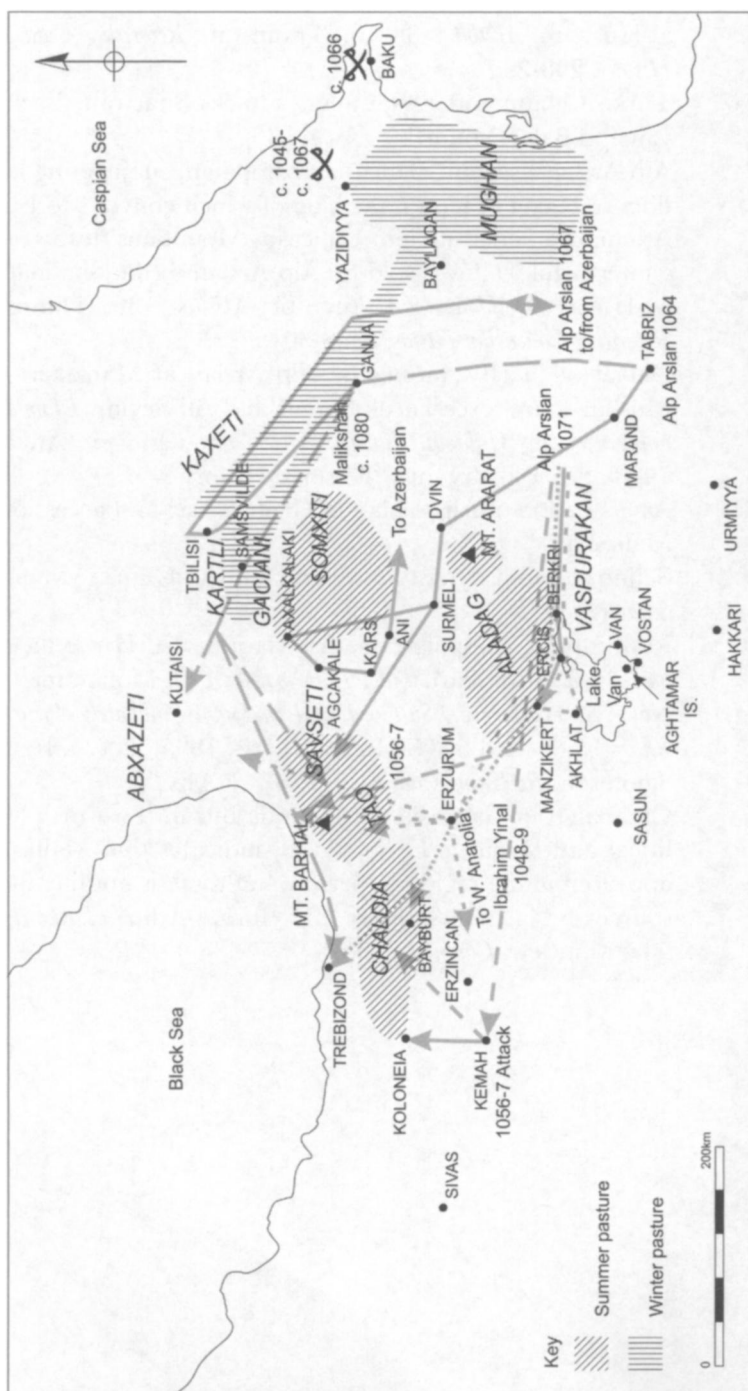 Caspian Sea
c. 1066
BAKU
c. 1045-
c. 1067
YAZIDIYYA
MUGHAN
BAYLACAN
Alp Arslan 1067
to/from Azerbaijan
GANJA
KAXETI
Malikshah
c. 1080
TABRIZ
Alp Arslan 1064
MARAND
TBILISI
KARTLI
SAMSVILDE
GACIANI
SOMXITI
AXALKALAKI
To Azerbaijan
DVIN
MT. ARARAT
Alp Arslan
1071
URMIYYA
KUTAISI
ABXAZETI
AGCAKALE
KARS
ANI
SURMELI
ALADAG
BERKRI
VASPURAKAN
ERCIS
Lake
Van
VAN
VOSTAN
HAKKARI
AGHTAMAR
IS.
SAVSETI
1056-7
TAO
MT. BARHAL
ERZURUM
MANZIKERT
AKHLAT
SASUN
To W. Anatolia
Ibrahim Yinal
1048-9
Black Sea
TREBIZOND
CHALDIA
BAYBURT
ERZINCAN
KOLONEIA
KEMAH
1056-7 Attack
SIVAS
Key
Summer pasture
Winter pasture
0
200km